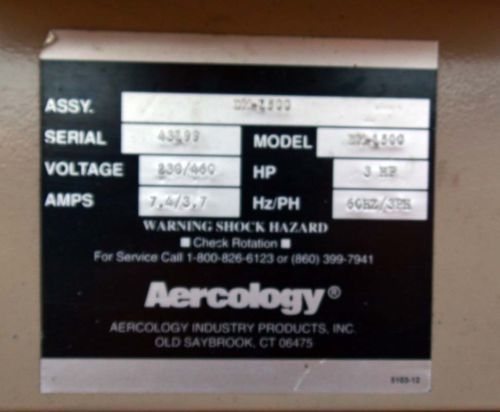 ASSY.
SERIAL 43199 MODEL
VOLTAGE 230/460 HP 3 HP
AMPS 7.4/3.7 Hz/PH 60HZ/3PH
WARNING SHOCK HAZARD
■ Check Rotation ■
For Service Call 1-800-826-6123 or (860) 399-7941
Aercology®
AERCOLOGY INDUSTRY PRODUCTS, INC.
OLD SAYBROOK, CT 06475
5103-12